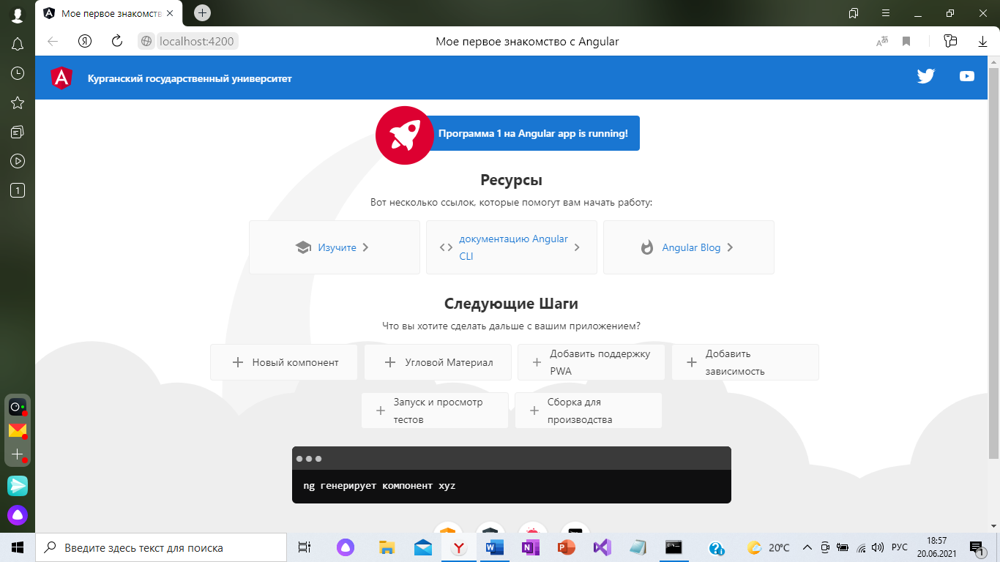 Мое первое знакомств
localhost:4200
Мое первое знакомство с Angular
Курганский государственный университет
Программа 1 на Angular app is running!
Ресурсы
Вот несколько ссылок, которые помогут вам начать работу:
Изучите
документацию Angular
CLI
Angular Blog
Следующие Шаги
Что вы хотите сделать дальше с вашим приложением?
Новый компонент
Угловой Материал
Добавить поддержку
PWA
Добавить
зависимость
Запуск и просмотр
тестов
Сборка для
производства
ng генерирует компонент xyz
1
Введите здесь текст для поиска
20°C
РУС
18:57
20.06.2021
1